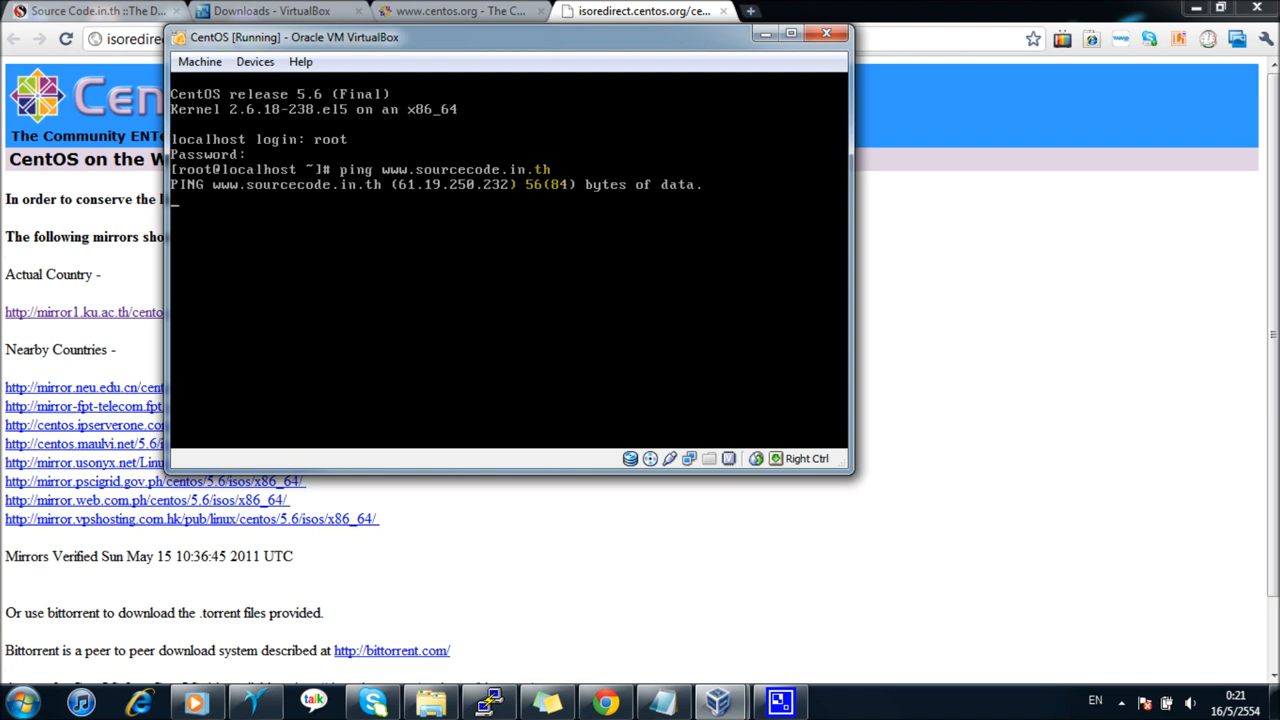 Source Code.in.th ::The D...
Downloads - VirtualBox
www.centos.org - The C...
isoredirect.centos.org/ce...
isoredire
CentOS [Running] - Oracle VM VirtualBox
Machine Devices Help
CentOS release 5.6 (Final)
Kernel 2.6.18-238.el5 on an x86_64
localhost login: root
Password:
[root@localhost ~]# ping www.sourcecode.in.th
PING www.sourcecode.in.th (61.19.250.232) 56(84) bytes of data.
Right Ctrl
Cen
The Community ENTe
CentOS on the W
In order to conserve the l
The following mirrors sho
Actual Country -
http://mirror1.ku.ac.th/cento
Nearby Countries -
http://mirror.neu.edu.cn/cent
http://mirror-fpt-telecom.fpt.
http://centos.ipserverone.co
http://centos.maulvi.net/5.6/i
http://mirror.usonyx.net/Linu
http://mirror.pscigrid.gov.ph/centos/5.6/isos/x86_64/
http://mirror.web.com.ph/centos/5.6/isos/x86_64/
http://mirror.vpshosting.com.hk/pub/linux/centos/5.6/isos/x86_64/
Mirrors Verified Sun May 15 10:36:45 2011 UTC
Or use bittorrent to download the .torrent files provided.
Bittorrent is a peer to peer download system described at http://bittorrent.com/
talk
EN
0:21
16/5/2554